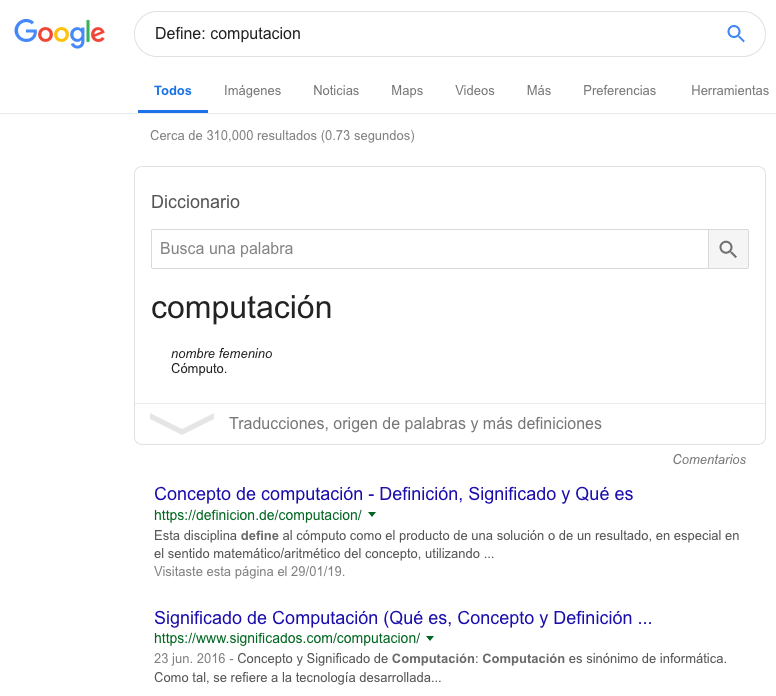 Google
Define: computacion
Todos Imágenes Noticias Maps Videos Más Preferencias Herramientas
Cerca de 310,000 resultados (0.73 segundos)
Diccionario
Busca una palabra
computación
nombre femenino
Cómputo.
Traducciones, origen de palabras y más definiciones
Comentarios
Concepto de computación - Definición, Significado y Qué es
https://definicion.de/computacion/
Esta disciplina define al cómputo como el producto de una solución o de un resultado, en especial en
el sentido matemático/aritmético del concepto, utilizando ...
Visitaste esta página el 29/01/19.
Significado de Computación (Qué es, Concepto y Definición ...
https://www.significados.com/computacion/
23 jun. 2016 - Concepto y Significado de Computación: Computación es sinónimo de informática.
Como tal, se refiere a la tecnología desarrollada...